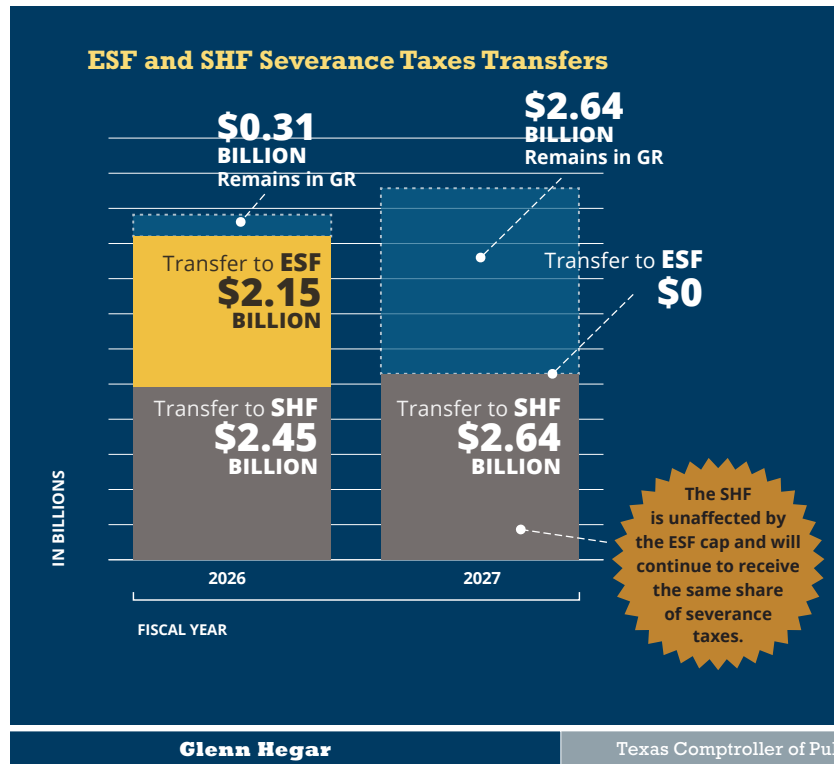 ESF and SHF Severance Taxes Transfers
$0.31
BILLION
Remains in GR
$2.64
BILLION
Remains in GR
Transfer to ESF
$2.15
BILLION
Transfer to ESF
$0
Transfer to SHF
$2.45
BILLION
Transfer to SHF
$2.64
BILLION
IN BILLIONS
The SHF
is unaffected by
the ESF cap and will
continue to receive
the same share
of severance
taxes.
2026
2027
FISCAL YEAR
Glenn Hegar
Texas Comptroller of Pu